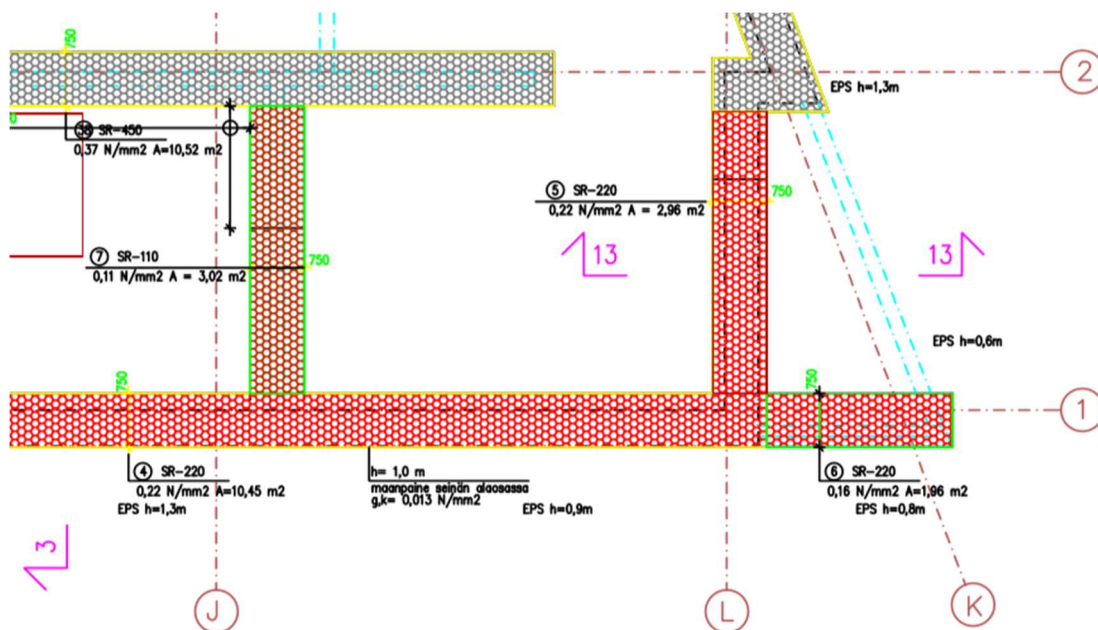 750
2
EPS h=1,3m
38 SR-450
0,37 N/mm2 A=10,52 m2
5 SR-220
0,22 N/mm2 A = 2,96 m2
750
13
13
7 SR-110
0,11 N/mm2 A = 3,02 m2
750
EPS h=0,6m
750
750
1
4 SR-220
0,22 N/mm2 A=10,45 m2
EPS h=1,3m
h= 1,0 m
maanpaine seinän alaosassa
g,k= 0,013 N/mm2
EPS h=0,9m
6 SR-220
0,16 N/mm2 A=1,96 m2
EPS h=0,8m
3
J
L
K